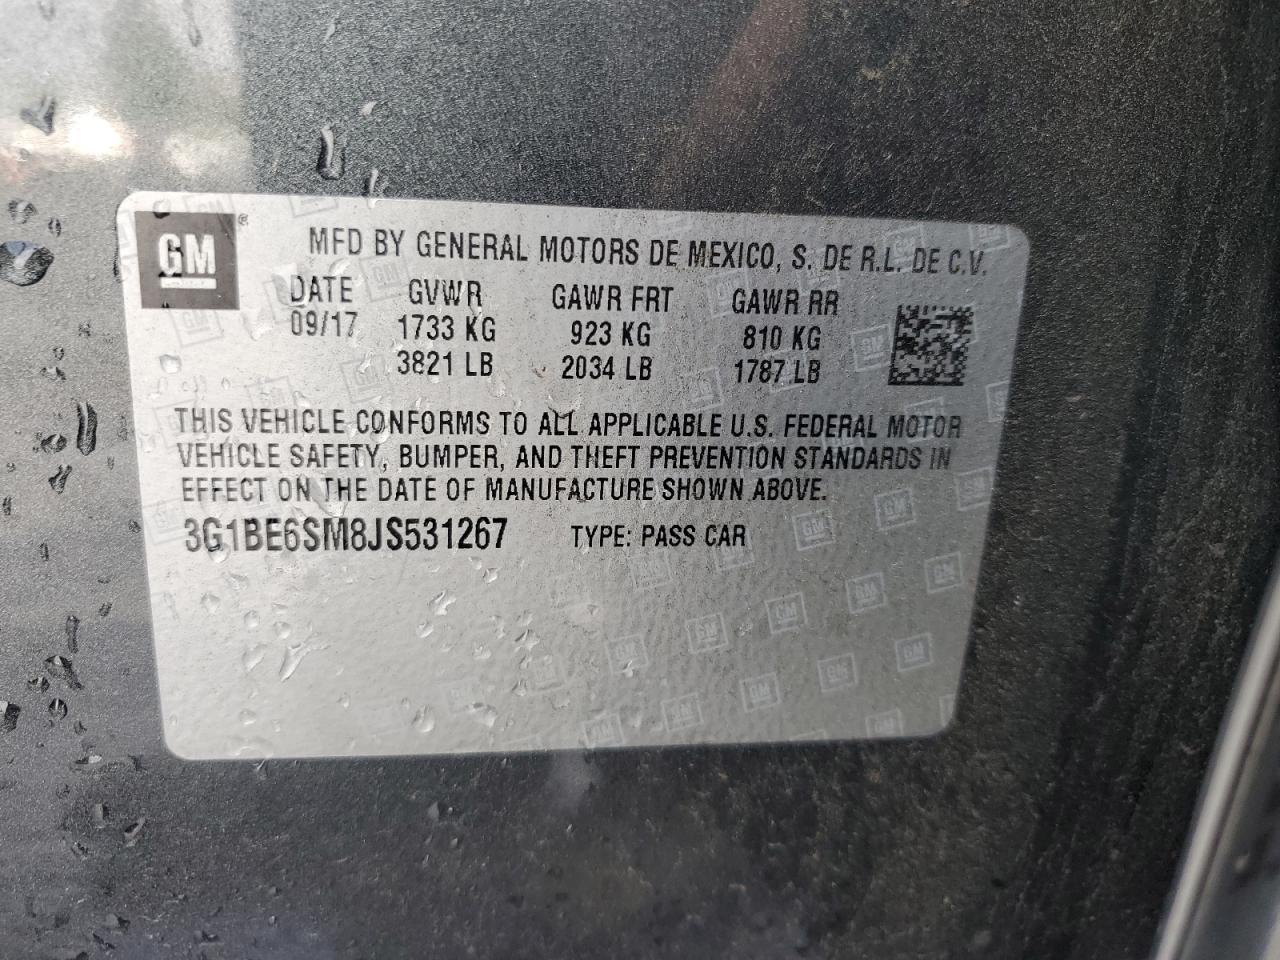 GM ®
MFD BY GENERAL MOTORS DE MEXICO, S. DE R.L. DE C.V.
DATE GVWR GAWR FRT GAWR RR
09/17 1733 KG 923 KG 810 KG
3821 LB 2034 LB 1787 LB
THIS VEHICLE CONFORMS TO ALL APPLICABLE U.S. FEDERAL MOTOR
VEHICLE SAFETY, BUMPER, AND THEFT PREVENTION STANDARDS IN
EFFECT ON THE DATE OF MANUFACTURE SHOWN ABOVE.
3G1BE6SM8JS531267 TYPE: PASS CAR